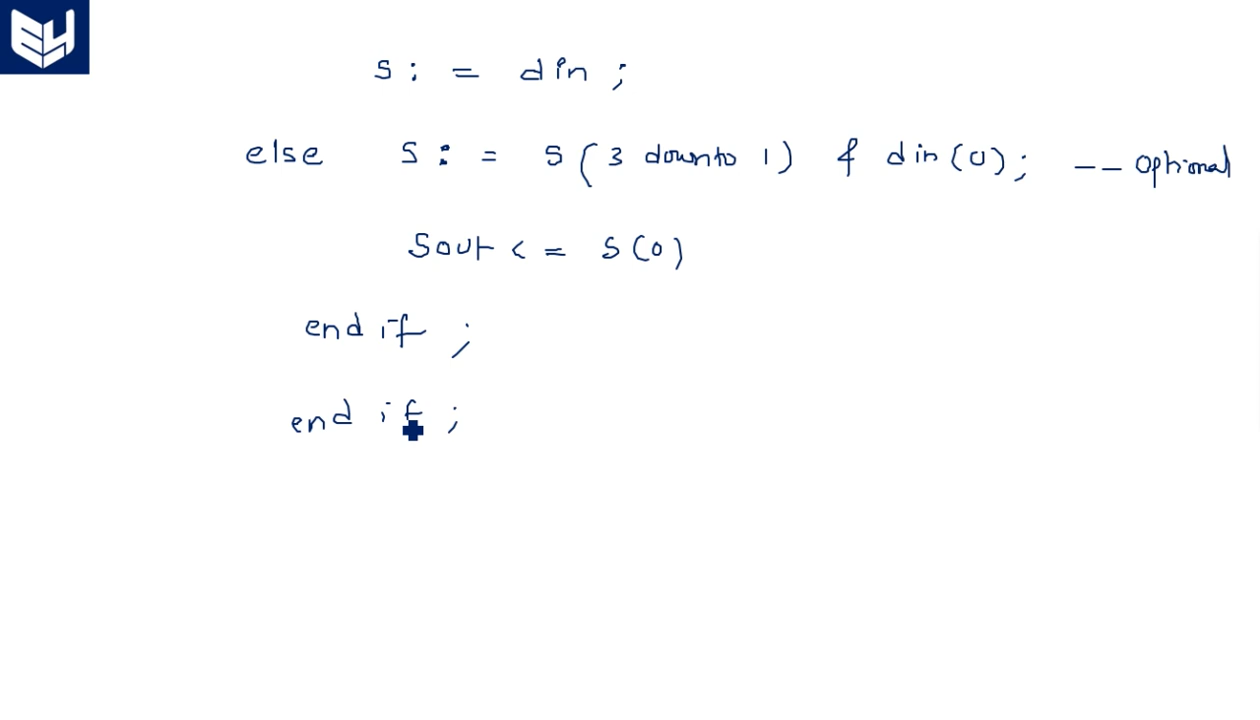 s := din ;
else s := s(3 downto 1) & din(0); -- optional
Sout <= s(0)
end if ;
end if ;